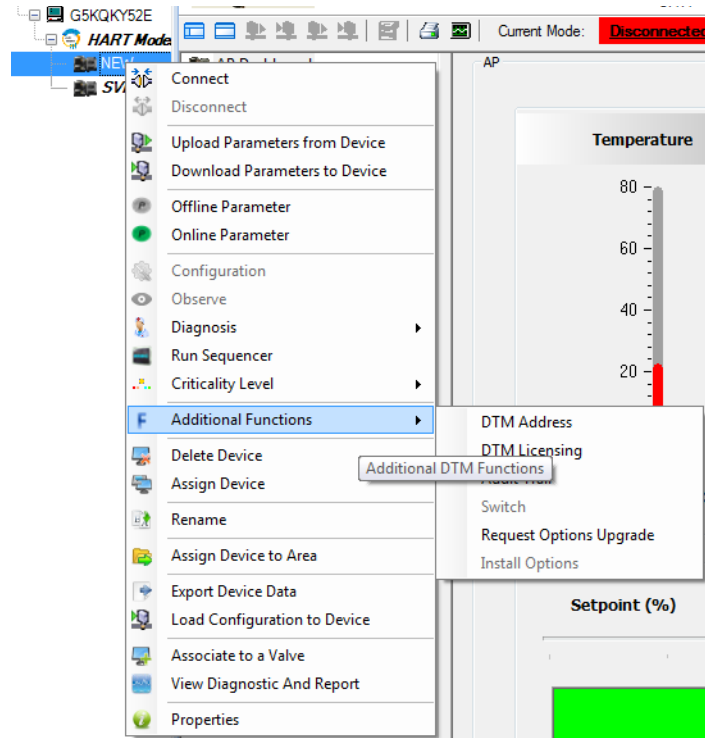 G5KQKY52E
HART Mode
NEW
Current Mode:
Disconnected
AP
Temperature
80
60
40
20
Setpoint (%)
Connect
Disconnect
Upload Parameters from Device
Download Parameters to Device
Offline Parameter
Online Parameter
Configuration
Observe
Diagnosis
Run Sequencer
Criticality Level
Additional Functions
Delete Device
Assign Device
Rename
Assign Device to Area
Export Device Data
Load Configuration to Device
Associate to a Valve
View Diagnostic And Report
Properties
DTM Address
DTM Licensing
Additional DTM Functions
Switch
Request Options Upgrade
Install Options